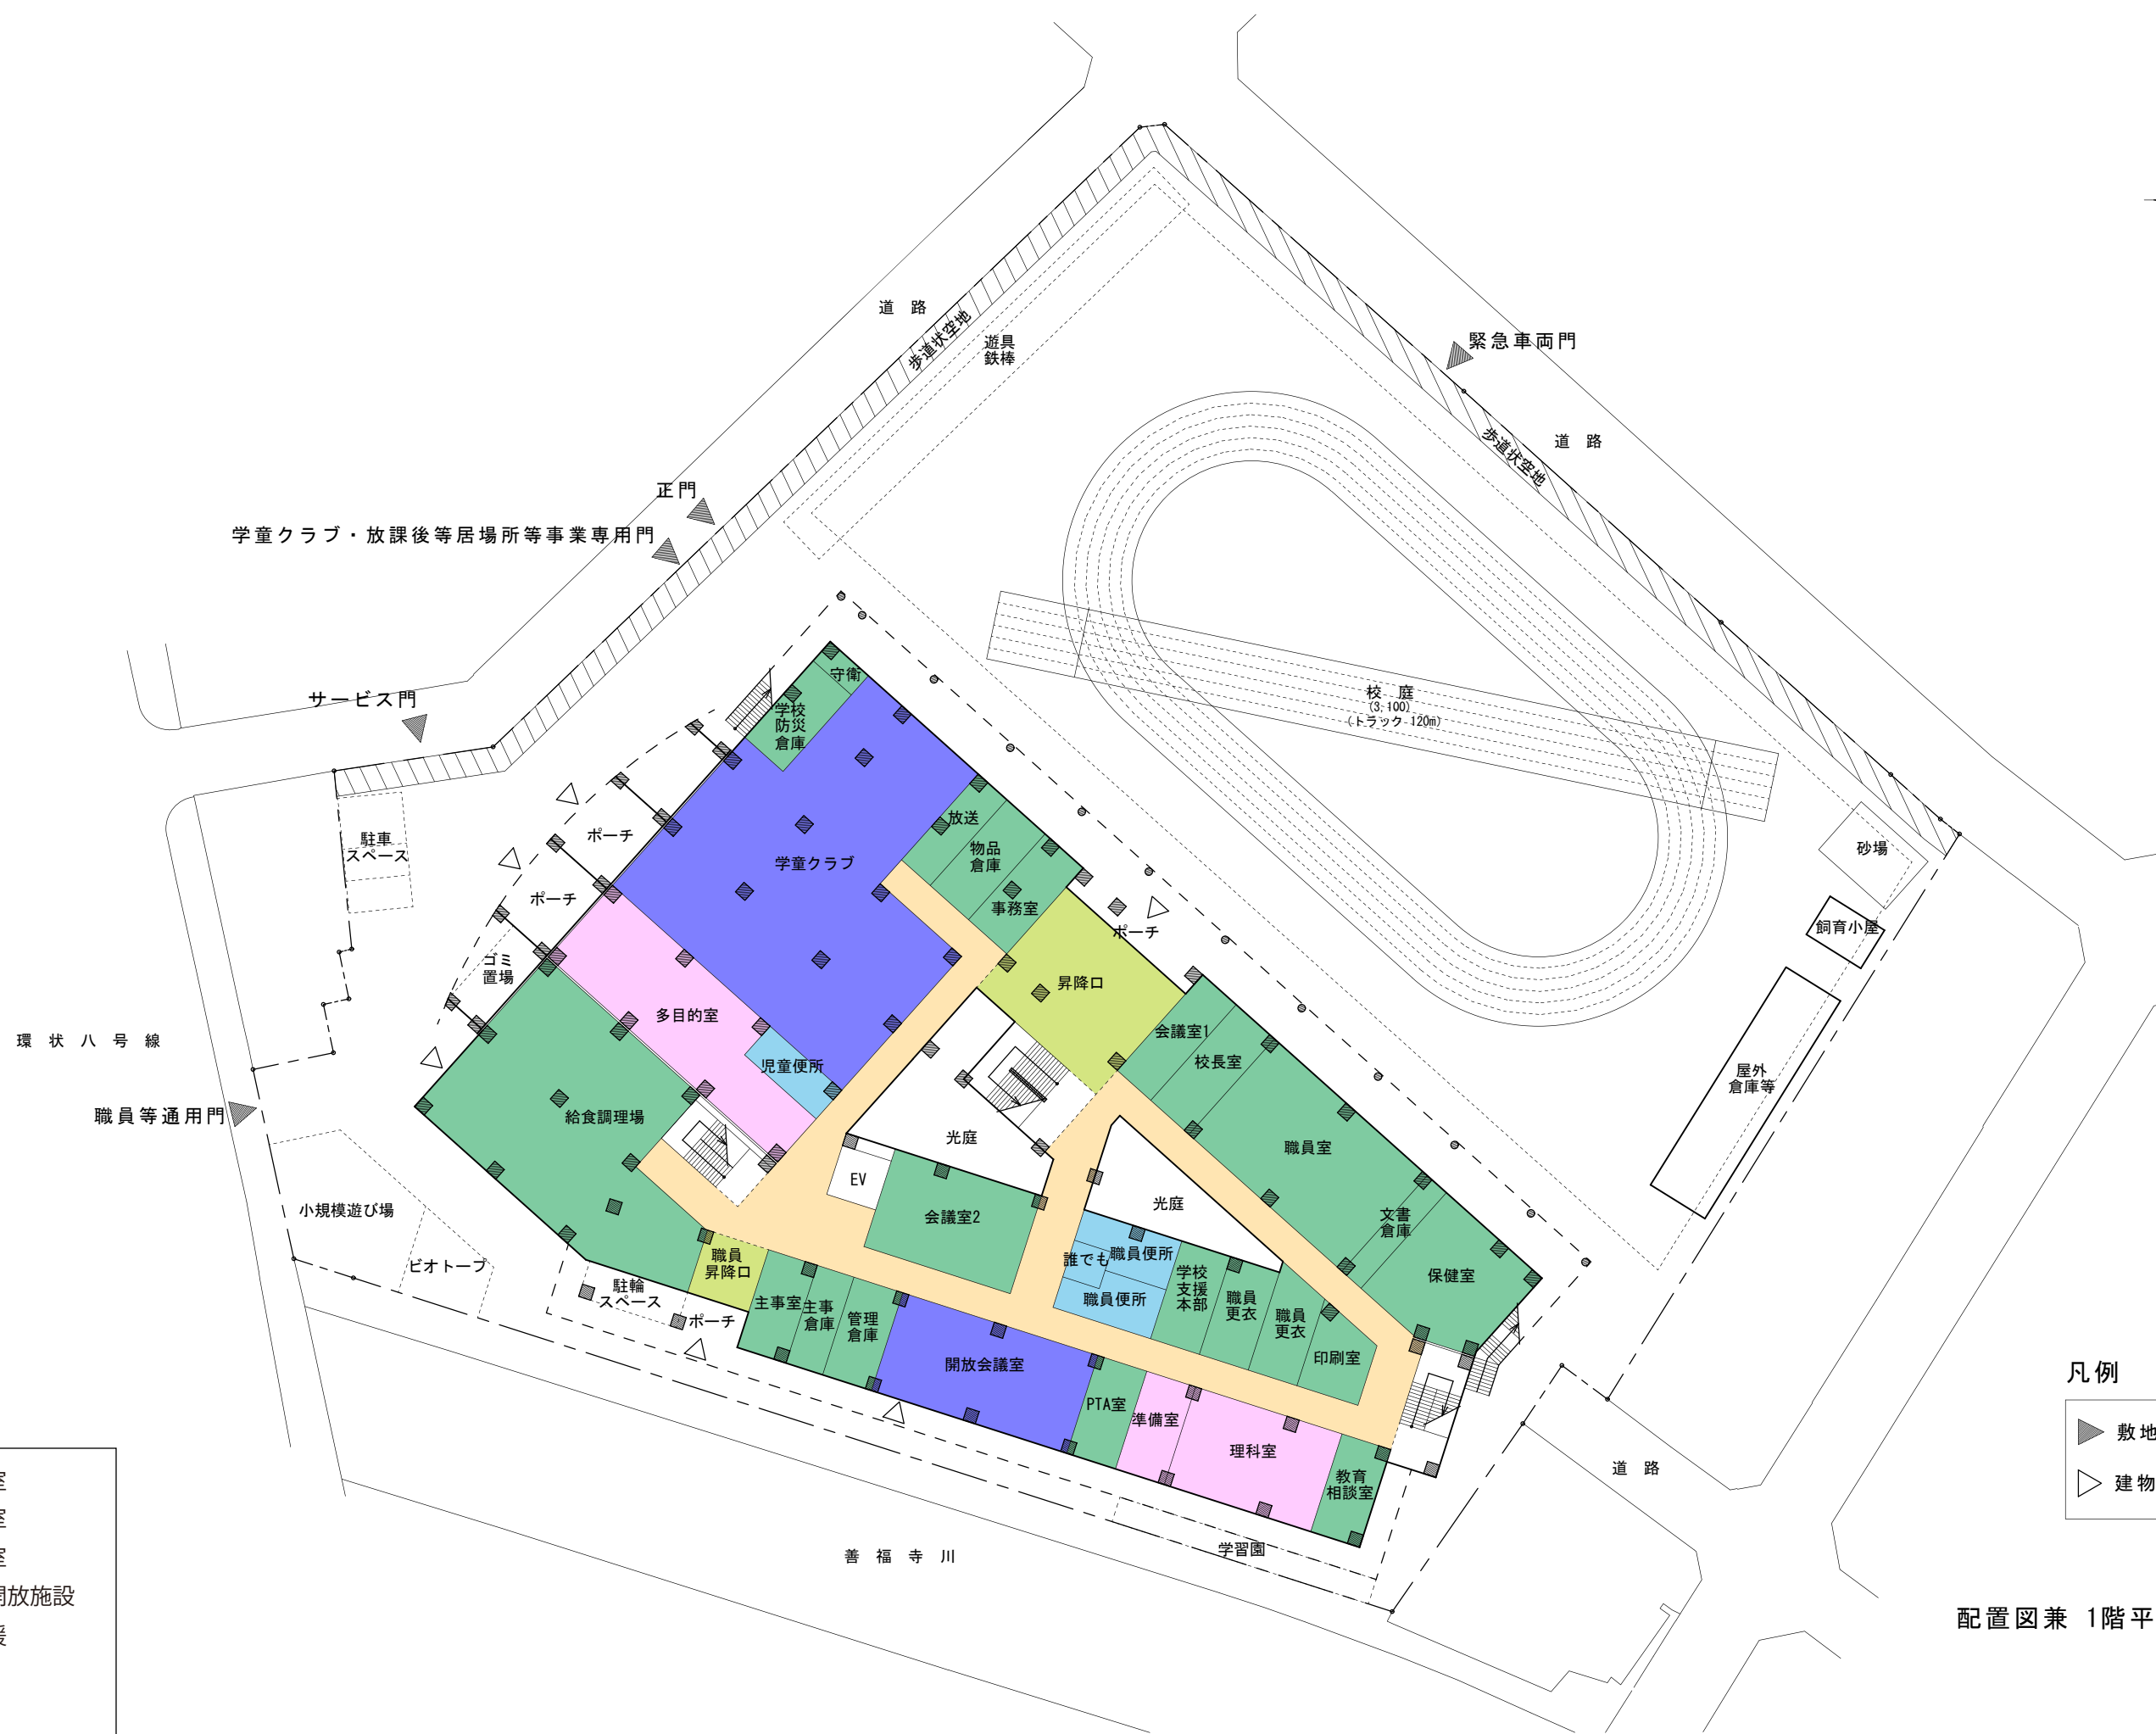 道 路
歩道状空地
遊具
鉄棒
緊急車両門
道 路
歩道状空地
正門
学童クラブ・放課後等居場所等事業専用門
サービス門
守衛
学校
防災
倉庫
校 庭
(3,100)
(トラック 120m)
駐車
スペース
ポーチ
ポーチ
学童クラブ
放送
物品
倉庫
事務室
ポーチ
砂場
飼育小屋
ゴミ
置場
昇降口
多目的室
児童便所
会議室1
校長室
環 状 八 号 線
屋外
倉庫等
職員等通用門
給食調理場
光庭
職員室
EV
会議室2
光庭
文書
倉庫
小規模遊び場
ビオトープ
職員
昇降口
誰でも
職員便所
職員便所
保健室
駐輪
スペース
ポーチ
主事室
主事
倉庫
管理
倉庫
学校
支援
本部
職員
更衣
職員
更衣
印刷室
開放会議室
PTA室
準備室
理科室
教育
相談室
道 路
学習園
善 福 寺 川
凡例
敷地
建物
室
室
室
開放施設
配置図兼 1階平